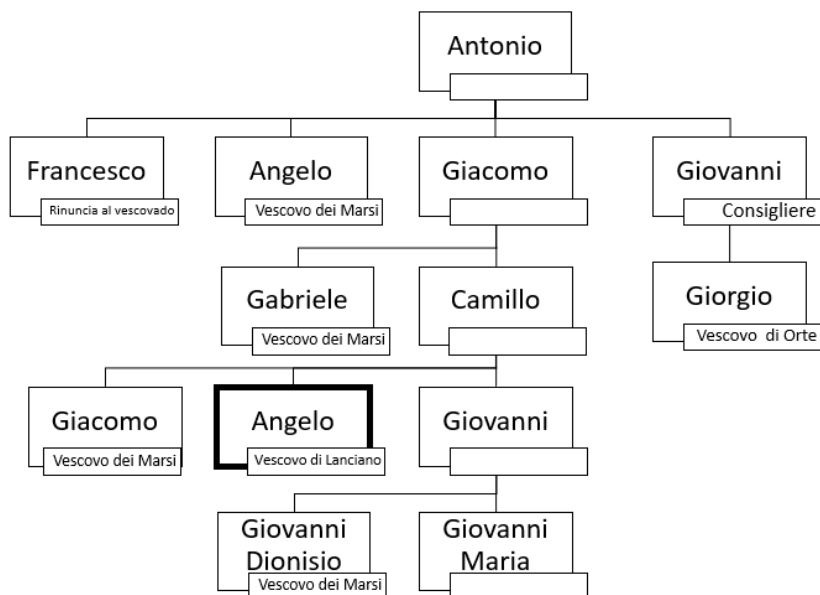 Antonio
Francesco
Rinuncia al vescovado
Angelo
Vescovo dei Marsi
Giacomo
Giovanni
Consigliere
Gabriele
Vescovo dei Marsi
Camillo
Giorgio
Vescovo di Orte
Giacomo
Vescovo dei Marsi
Angelo
Vescovo di Lanciano
Giovanni
Giovanni
Dionisio
Vescovo dei Marsi
Giovanni
Maria